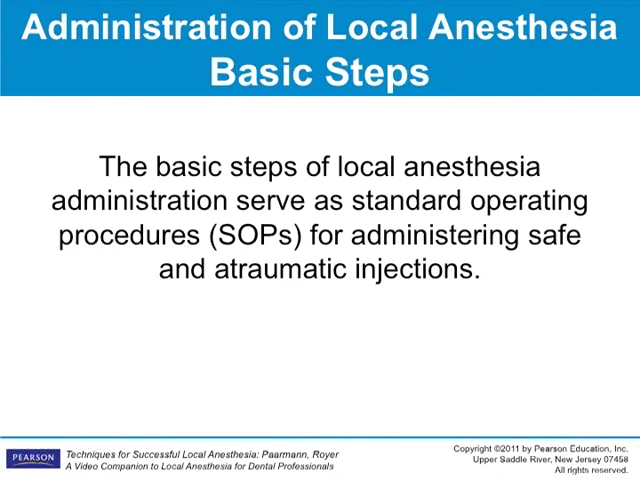 Administration of Local Anesthesia
Basic Steps
The basic steps of local anesthesia
administration serve as standard operating
procedures (SOPs) for administering safe
and atraumatic injections.
PEARSON
Techniques for Successful Local Anesthesia: Paarmann, Royer
A Video Companion to Local Anesthesia for Dental Professionals
Copyright ©2011 by Pearson Education, Inc.
Upper Saddle River, New Jersey 07458
All rights reserved.